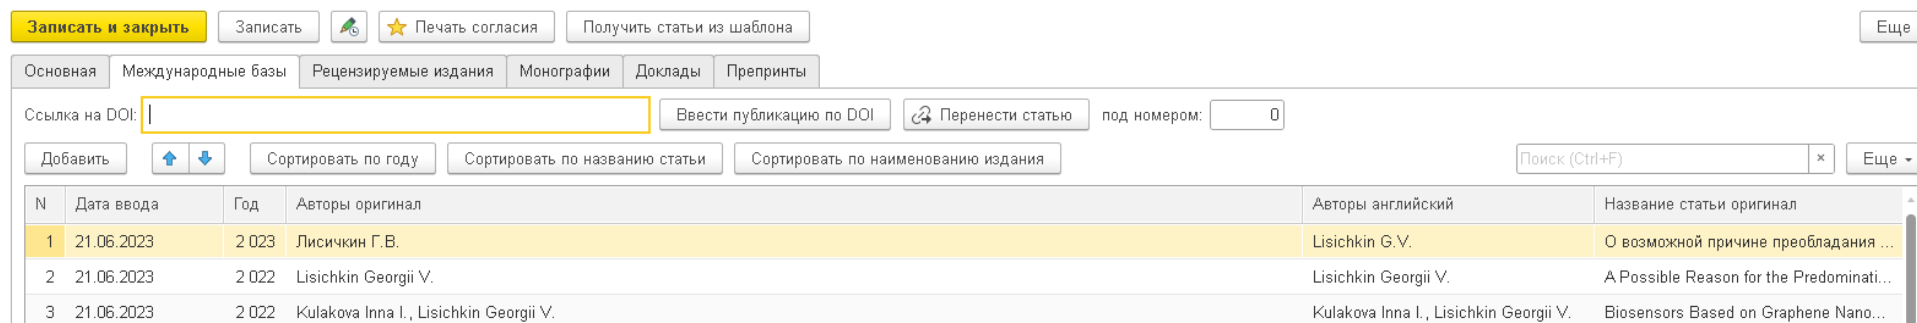 Записать и закрыть Записать Печать согласия Получить статьи из шаблона Еще
Основная Международные базы Рецензируемые издания Монографии Доклады Препринты
Ссылка на DOI: Ввести публикацию по DOI Перенести статью под номером: 0
Добавить Сортировать по году Сортировать по названию статьи Сортировать по наименованию издания Поиск (Ctrl+F) × Еще
N Дата ввода Год Авторы оригинал Авторы английский Название статьи оригинал
1 21.06.2023 2 023 Лисичкин Г.В. Lisichkin G.V. О возможной причине преобладания ...
2 21.06.2023 2 022 Lisichkin Georgii V. Lisichkin Georgii V. A Possible Reason for the Predominati...
3 21.06.2023 2 022 Kulakova Inna I., Lisichkin Georgii V. Kulakova Inna I., Lisichkin Georgii V. Biosensors Based on Graphene Nano...